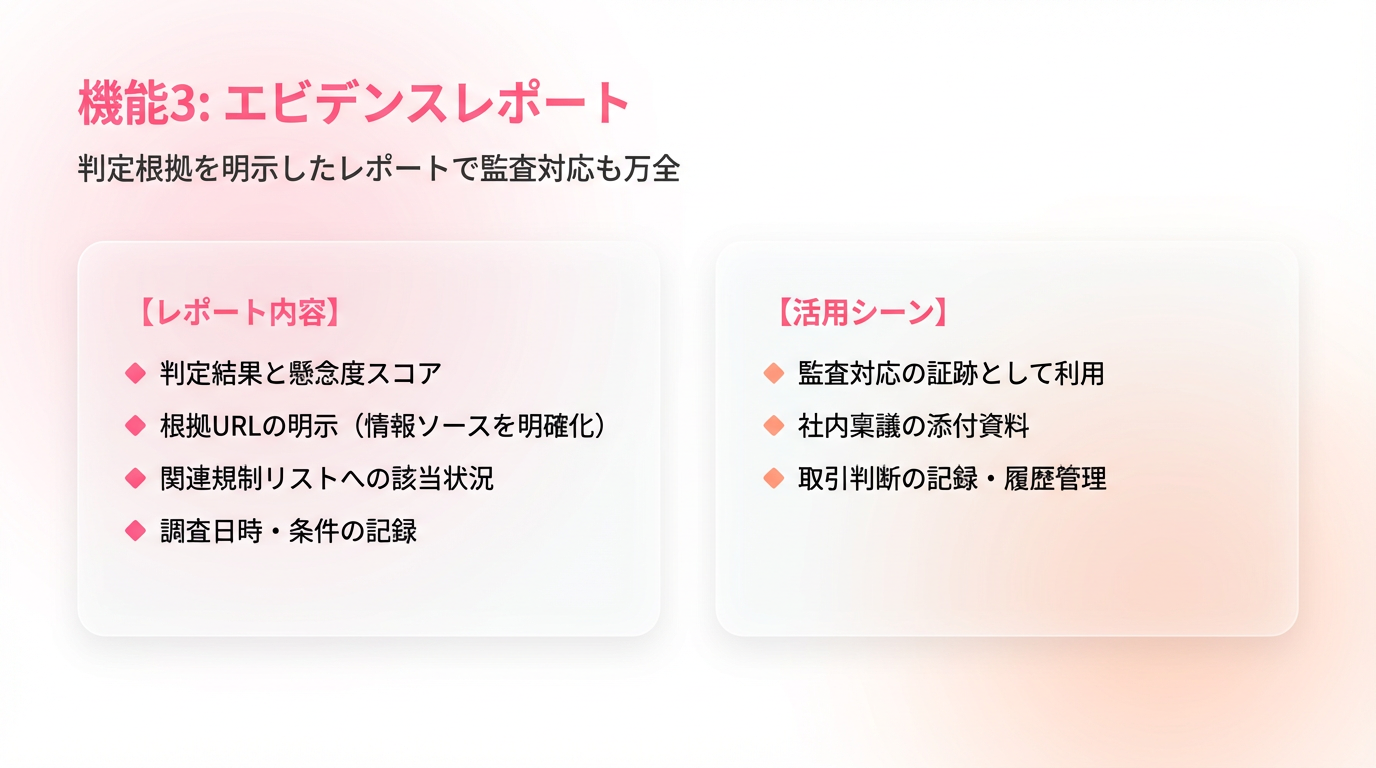 機能3: エビデンスレポート
判定根拠を明示したレポートで監査対応も万全
【レポート内容】
判定結果と懸念度スコア
根拠URLの明示（情報ソースを明確化）
関連規制リストへの該当状況
調査日時・条件の記録
【活用シーン】
監査対応の証跡として利用
社内稟議の添付資料
取引判断の記録・履歴管理